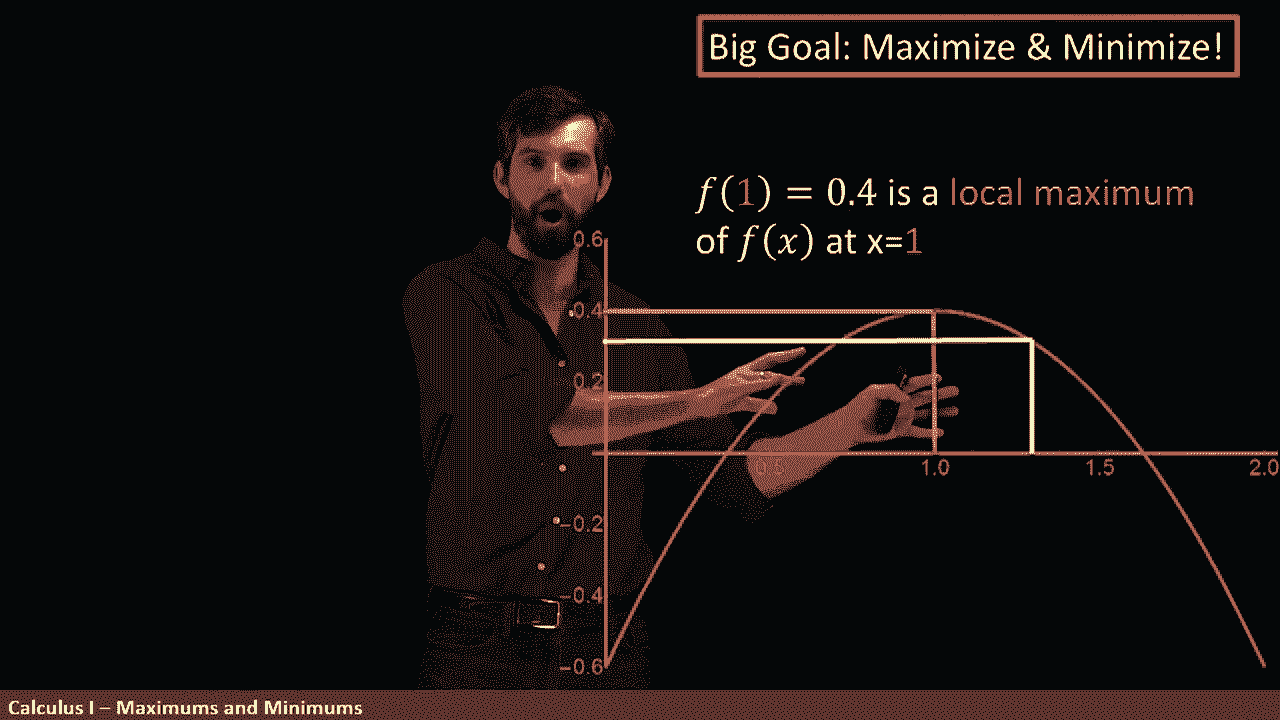 Big Goal: Maximize & Minimize!
f(1) = 0.4 is a local maximum
of f(x) at x=1
0.6
0.4
0.2
0.5
1.0
1.5
2.0
−0.2
−0.4
−0.6
Calculus I – Maximums and Minimums